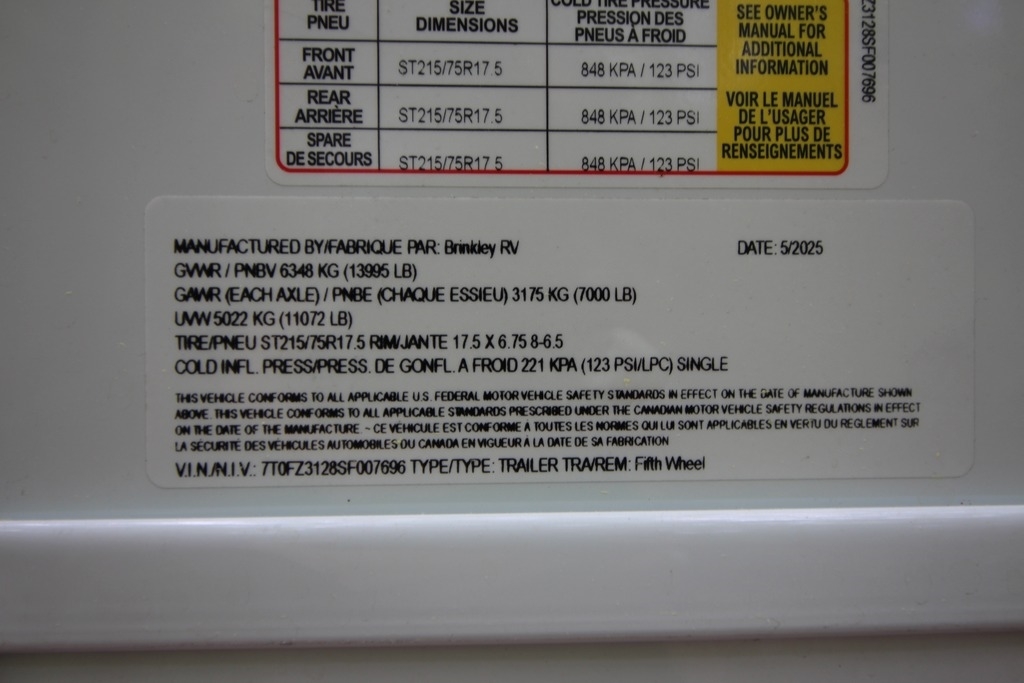 TIRE PNEU SIZE DIMENSIONS COLD TIRE PRESSURE PRESSION DES PNEUS À FROID
FRONT AVANT ST215/75R17.5 848 KPA / 123 PSI
REAR ARRIÈRE ST215/75R17.5 848 KPA / 123 PSI
SPARE DE SECOURS ST215/75R17.5 848 KPA / 123 PSI
SEE OWNER'S
MANUAL FOR
ADDITIONAL
INFORMATION
VOIR LE MANUEL
DE L'USAGER
POUR PLUS DE
RENSEIGNEMENTS
Z3128SF007696
MANUFACTURED BY/FABRIQUE PAR: Brinkley RV DATE: 5/2025
GVWR / PNBV 6348 KG (13995 LB)
GAWR (EACH AXLE) / PNBE (CHAQUE ESSIEU) 3175 KG (7000 LB)
UVW 5022 KG (11072 LB)
TIRE/PNEU ST215/75R17.5 RIM/JANTE 17.5 X 6.75 8-6.5
COLD INFL. PRESS/PRESS. DE GONFL. A FROID 221 KPA (123 PSI/LPC) SINGLE
THIS VEHICLE CONFORMS TO ALL APPLICABLE U.S. FEDERAL MOTOR VEHICLE SAFETY STANDARDS IN EFFECT ON THE DATE OF MANUFACTURE SHOWN
ABOVE. THIS VEHICLE CONFORMS TO ALL APPLICABLE STANDARDS PRESCRIBED UNDER THE CANADIAN MOTOR VEHICLE SAFETY REGULATIONS IN EFFECT
ON THE DATE OF THE MANUFACTURE. ~ CE VÉHICULE EST CONFORME À TOUTES LES NORMES QUI LUI SONT APPLICABLES EN VERTU DU REGLEMENT SUR
LA SÉCURITÉ DES VÉHICULES AUTOMOBILES DU CANADA EN VIGUEUR À LA DATE DE SA FABRICATION
V.I.N./N.I.V.: 7T0FZ3128SF007696 TYPE/TYPE: TRAILER TRA/REM: Fifth Wheel